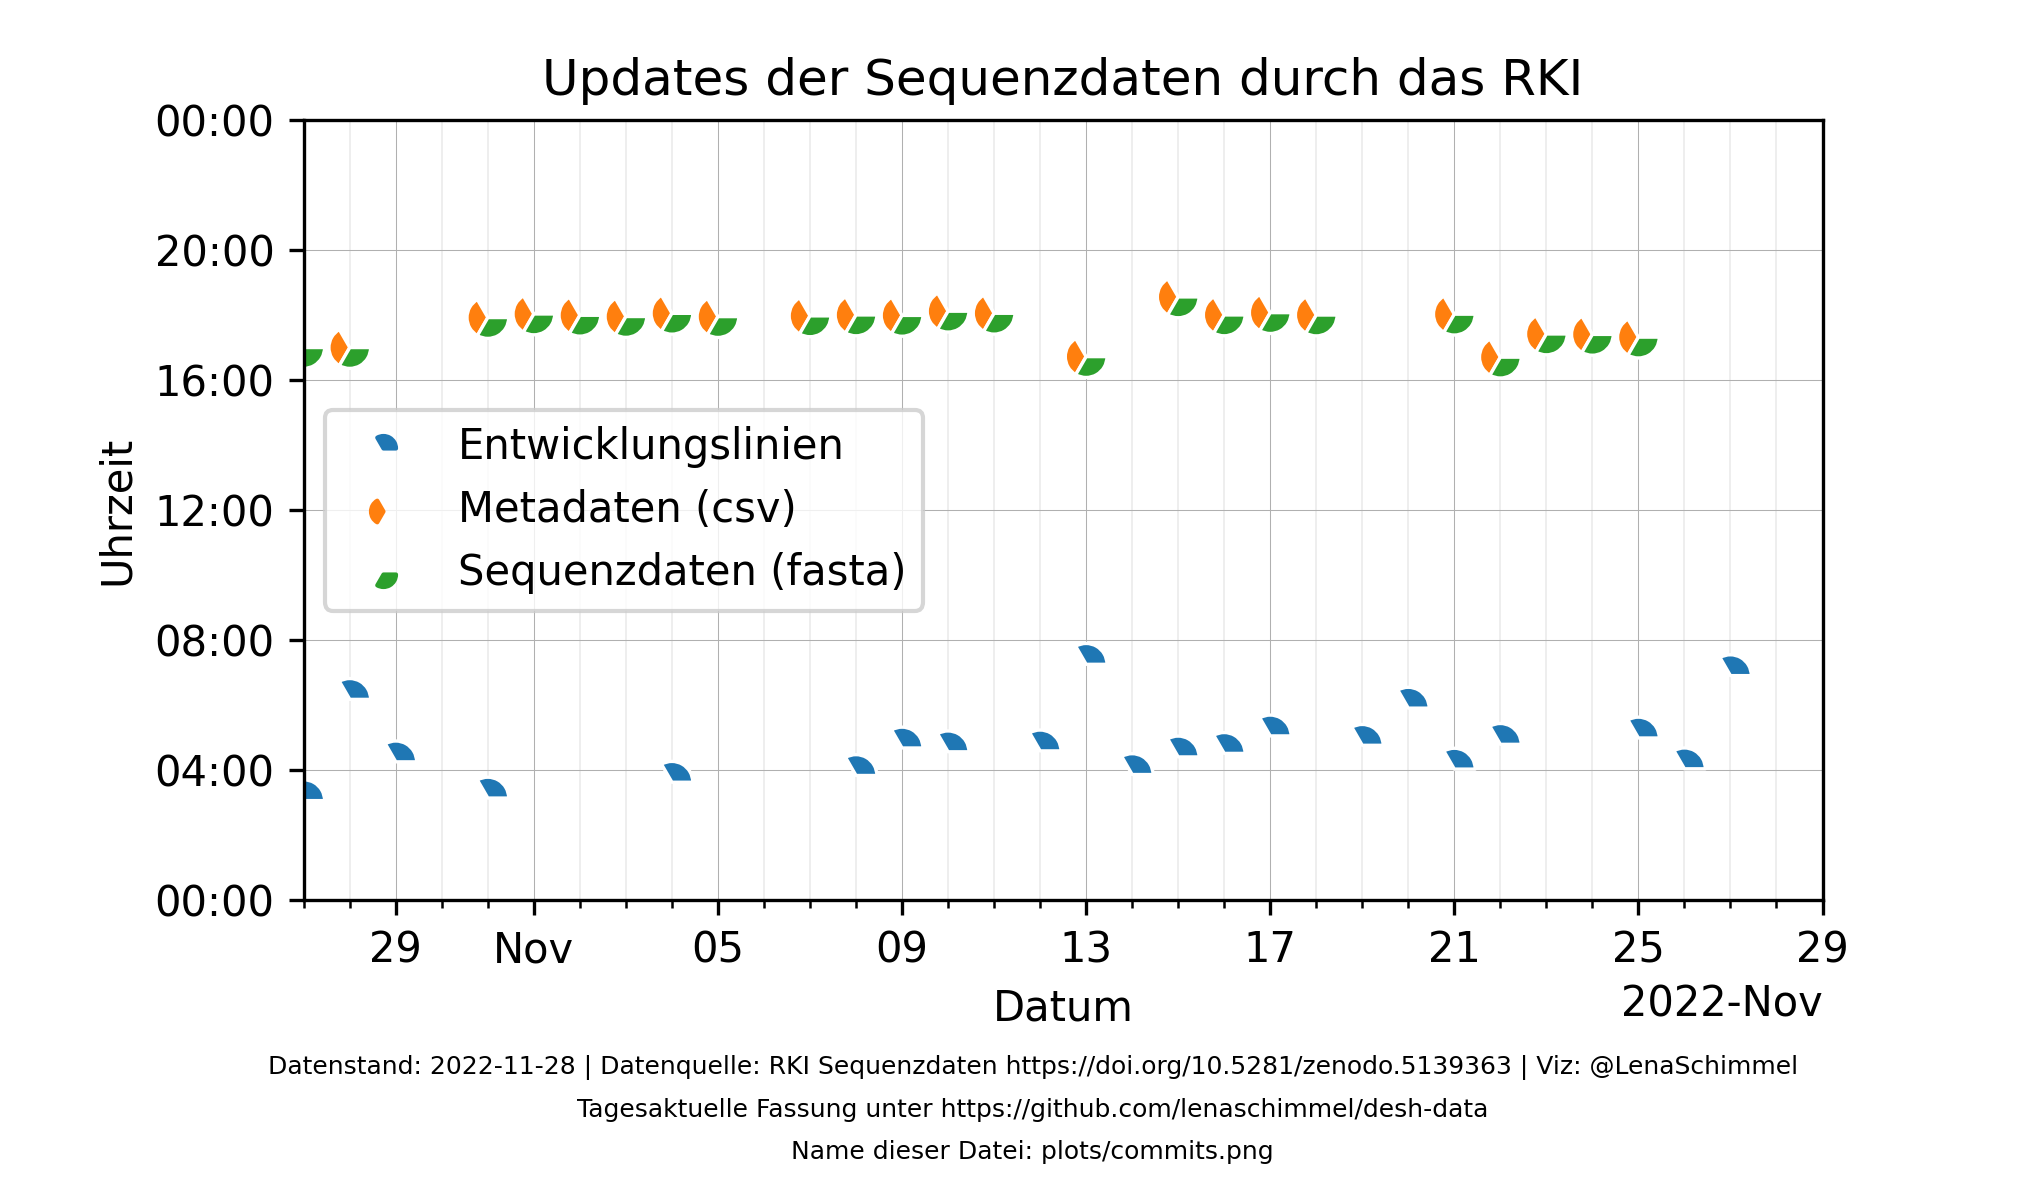 Updates der Sequenzdaten durch das RKI
00:00
20:00
16:00
12:00
08:00
04:00
00:00
Uhrzeit
Entwicklungslinien
Metadaten (csv)
Sequenzdaten (fasta)
29 Nov 05 09 13 17 21 25 29
Datum
2022-Nov
Datenstand: 2022-11-28 | Datenquelle: RKI Sequenzdaten https://doi.org/10.5281/zenodo.5139363 | Viz: @LenaSchimmel
Tagesaktuelle Fassung unter https://github.com/lenaschimmel/desh-data
Name dieser Datei: plots/commits.png